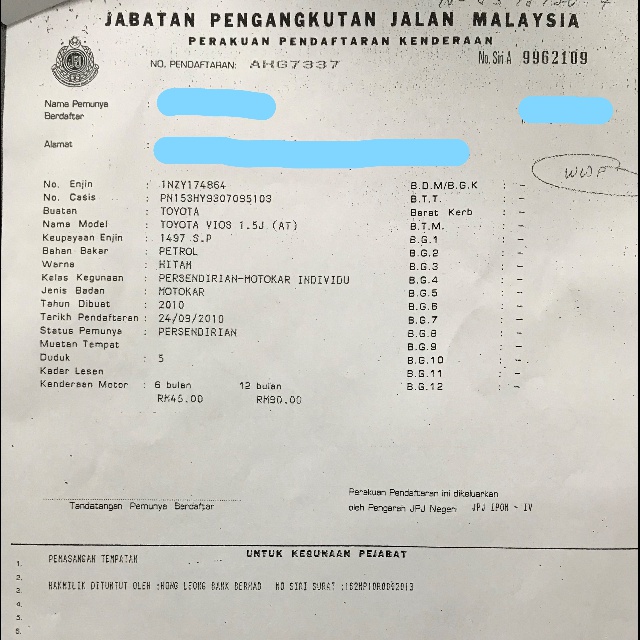 JABATAN PENGANGKUTAN JALAN MALAYSIA
PERAKUAN PENDAFTARAN KENDERAAN
NO. PENDAFTARAN: AHG7337
No. Siri A 9962109
Nama Pemunya :
Berdaftar
Alamat :
WWF
No. Enjin : 1NZY174864
No. Casis : PN153HY9307095103
Buatan : TOYOTA
Nama Model : TOYOTA VIOS 1.5J (AT)
Keupayaan Enjin : 1497 S.P
Bahan Bakar : PETROL
Warna : HITAM
Kelas Kegunaan : PERSENDIRIAN-MOTOKAR INDIVIDU
Jenis Badan : MOTOKAR
Tahun Dibuat : 2010
Tarikh Pendaftaran : 24/09/2010
Status Pemunya : PERSENDIRIAN
Muatan Tempat
Duduk : 5
Kadar Lesen
Kenderaan Motor : 6 bulan 12 bulan
RM45.00 RM90.00
B.D.M/B.G.K : -
B.T.T. : -
Berat Kerb : -
B.T.M. : -
B.G.1 : -
B.G.2 : -
B.G.3 : -
B.G.4 : -
B.G.5 : -
B.G.6 : -
B.G.7 : -
B.G.8 : -
B.G.9 : -
B.G.10 : -
B.G.11 : -
B.G.12 : -
Tandatangan Pemunya Berdaftar
Perakuan Pendaftaran ini dikeluarkan
oleh Pengarah JPJ Negeri JPJ IPOH - IV
UNTUK KEGUNAAN PEJABAT
1. PEMASANGAN TEMPATAN
2.
3. HAKMILIK DITUNTUT OLEH :HONG LEONG BANK BERHAD NO SIRI SURAT
4.
5.
6.